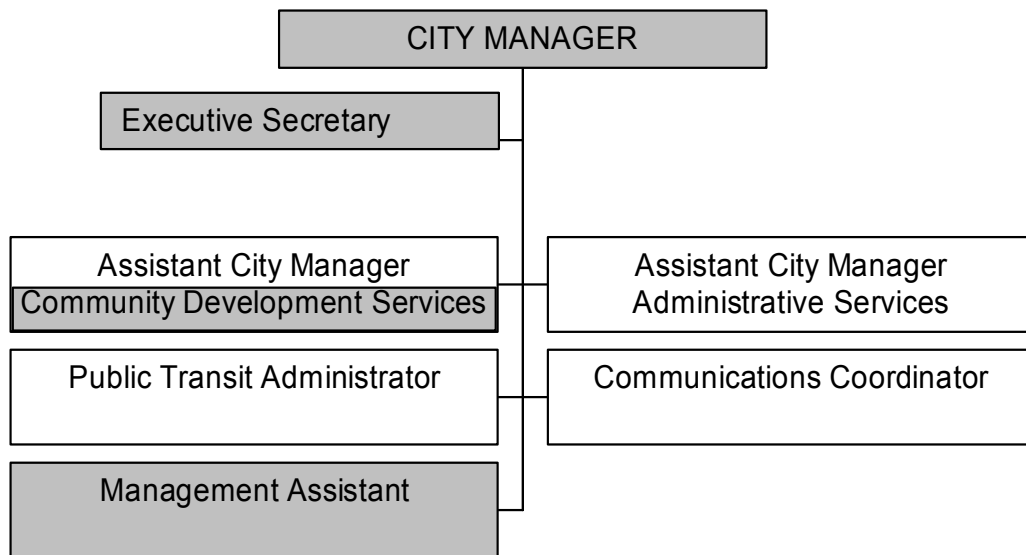 CITY MANAGER
Executive Secretary
Assistant City Manager
Community Development Services
Assistant City Manager
Administrative Services
Public Transit Administrator
Communications Coordinator
Management Assistant